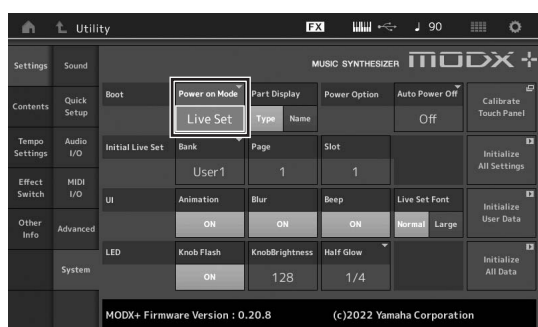 Utility FX 90
Settings Sound MUSIC SYNTHESIZER MODX+
Contents Quick Setup Boot Power on Mode Live Set Part Display Type Name Power Option Auto Power Off Off Calibrate Touch Panel
Tempo Settings Audio I/O Initial Live Set Bank User1 Page 1 Slot 1 Initialize All Settings
Effect Switch MIDI I/O
UI Animation ON Blur ON Beep ON Live Set Font Normal Large Initialize User Data
Other Info Advanced
System LED Knob Flash ON KnobBrightness 128 Half Glow 1/4 Initialize All Data
MODX+ Firmware Version : 0.20.8 (c)2022 Yamaha Corporation